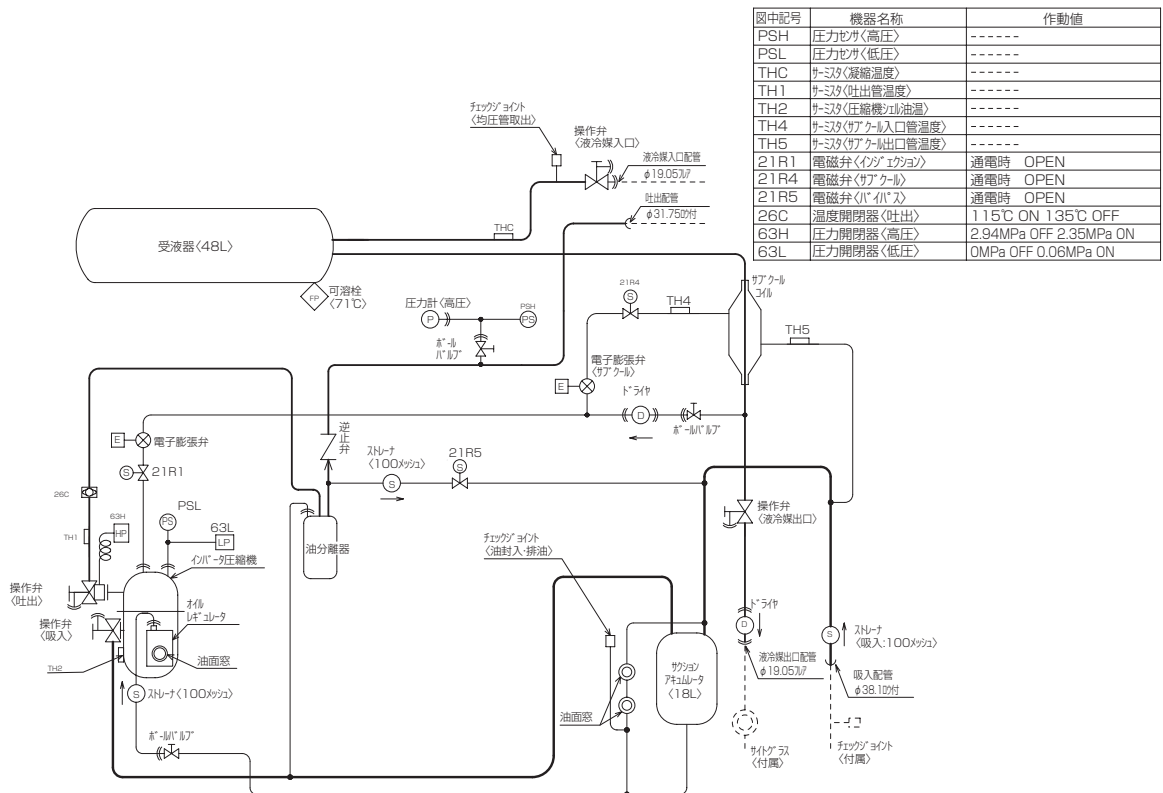 図中記号 機器名称 作動値
PSH 圧力センサ〈高圧〉 ------
PSL 圧力センサ〈低圧〉 ------
THC サーミスタ〈凝縮温度〉 ------
TH1 サーミスタ〈吐出管温度〉 ------
TH2 サーミスタ〈圧縮機シェル油温〉 ------
TH4 サーミスタ〈サブクール入口管温度〉 ------
TH5 サーミスタ〈サブクール出口管温度〉 ------
21R1 電磁弁〈インジェクション〉 通電時 OPEN
21R4 電磁弁〈サブクール〉 通電時 OPEN
21R5 電磁弁〈バイパス〉 通電時 OPEN
26C 温度開閉器〈吐出〉 115℃ ON 135℃ OFF
63H 圧力開閉器〈高圧〉 2.94MPa OFF 2.35MPa ON
63L 圧力開閉器〈低圧〉 0MPa OFF 0.06MPa ON
チェックジョイント
〈均圧管取出〉
操作弁
〈液冷媒入口〉
液冷媒入口配管
φ19.05フレア
吐出配管
φ31.75ロウ付
THC
受液器〈48L〉
FP
可溶栓
〈71℃〉
圧力計〈高圧〉
P
PSH
PS
ボール
バルブ
21R4
S
TH4
サブクール
コイル
TH5
電子膨張弁
〈サブクール〉
E
ドライヤ
D
ボールバルブ
逆止弁
ストレーナ
〈100メッシュ〉
S
21R5
S
E
電子膨張弁
S
21R1
26C
63H
HP
TH1
PSL
PS
63L
LP
インバータ圧縮機
油分離器
操作弁
〈吐出〉
操作弁
〈吸入〉
オイル
レギュレータ
油面窓
TH2
S
ストレーナ〈100メッシュ〉
ボールバルブ
チェックジョイント
〈油封入・排油〉
油面窓
サクション
アキュムレータ
〈18L〉
操作弁
〈液冷媒出口〉
ドライヤ
D
液冷媒出口配管
φ19.05フレア
サイトグラス
〈付属〉
S
ストレーナ
〈吸入:100メッシュ〉
吸入配管
φ38.1ロウ付
チェックジョイント
〈付属〉